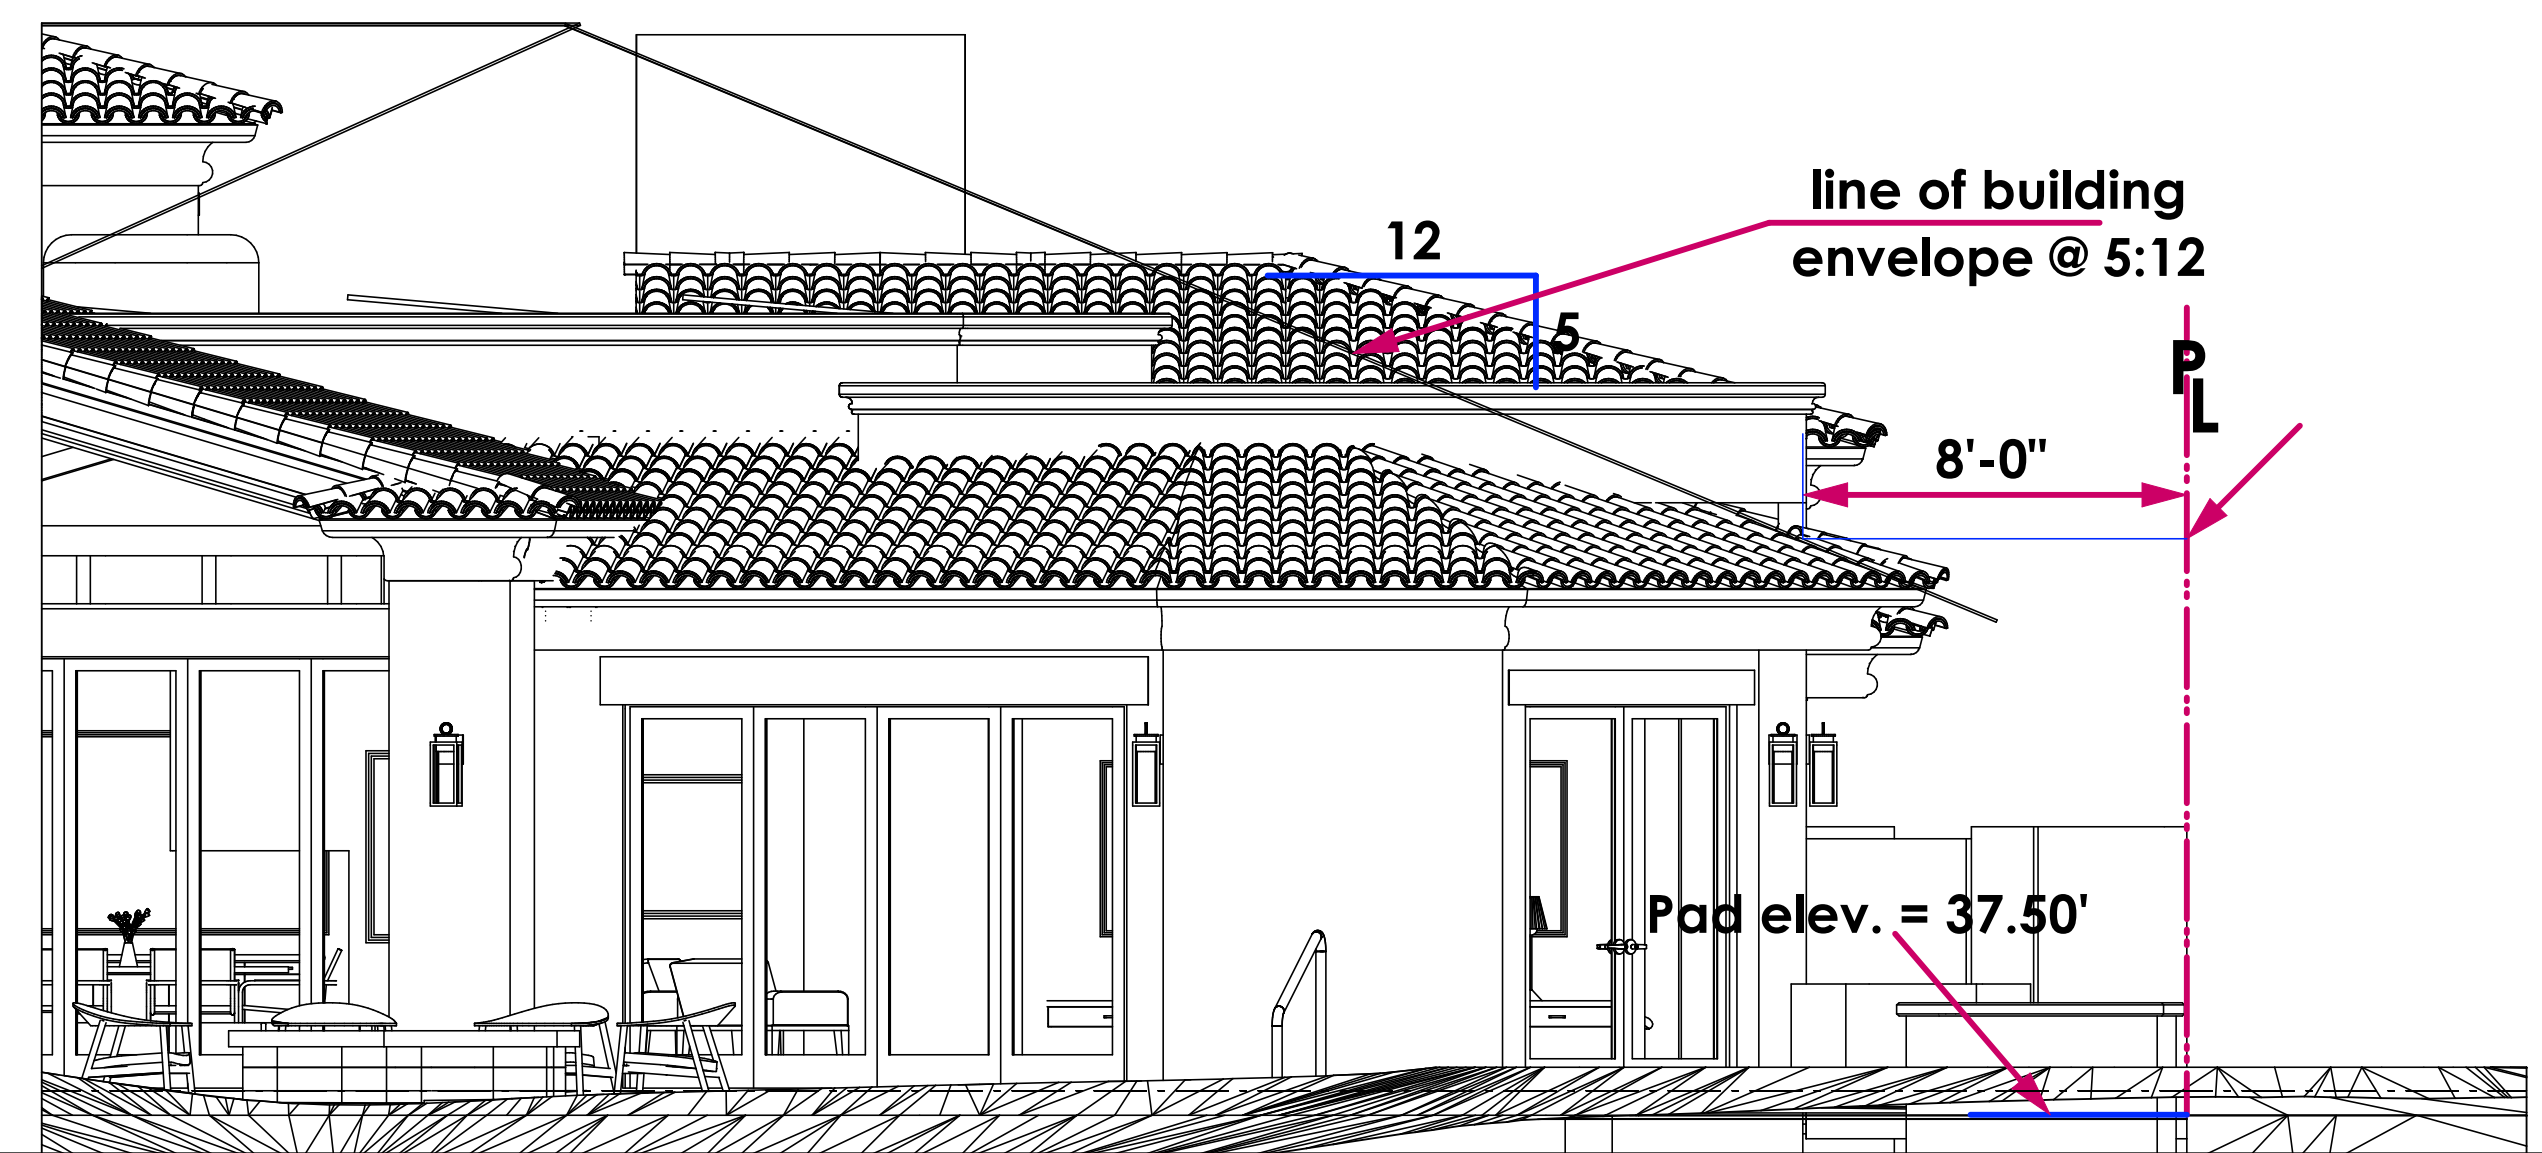 line of building
envelope @ 5:12
12
5
PL
8'-0"
Pad elev. = 37.50'